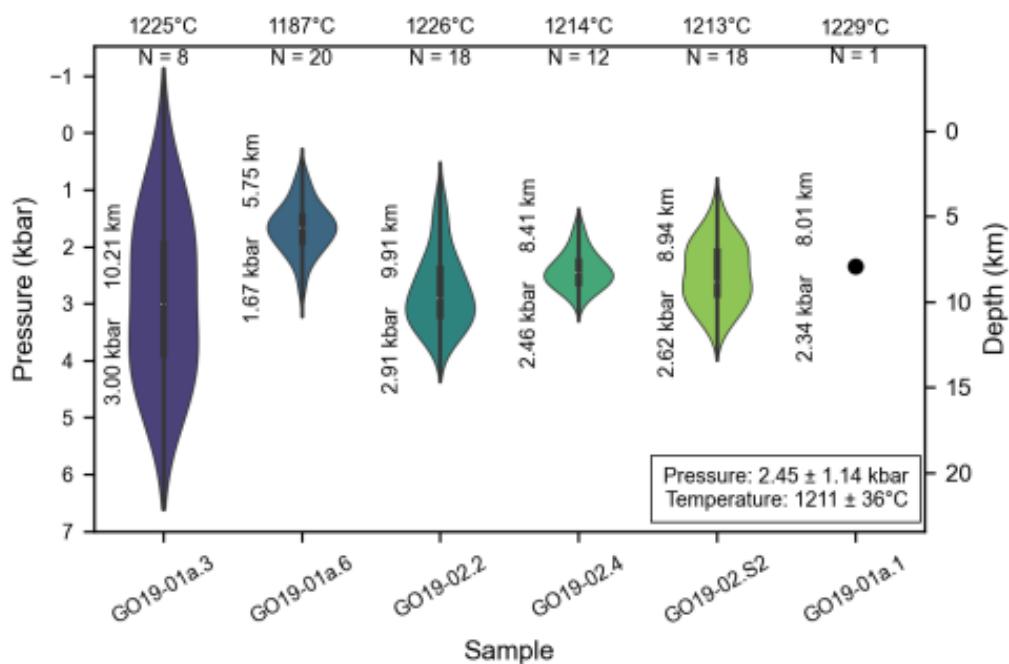 1225°C 1187°C 1226°C 1214°C 1213°C 1229°C
N = 8 N = 20 N = 18 N = 12 N = 18 N = 1
Pressure (kbar)
−1
0
1
2
3
4
5
6
7
3.00 kbar 10.21 km
1.67 kbar 5.75 km
2.91 kbar 9.91 km
2.46 kbar 8.41 km
2.62 kbar 8.94 km
2.34 kbar 8.01 km
0
5
10
15
20
Depth (km)
Pressure: 2.45 ± 1.14 kbar
Temperature: 1211 ± 36°C
GO19-01a.3 GO19-01a.6 GO19-02.2 GO19-02.4 GO19-02.S2 GO19-01a.1
Sample